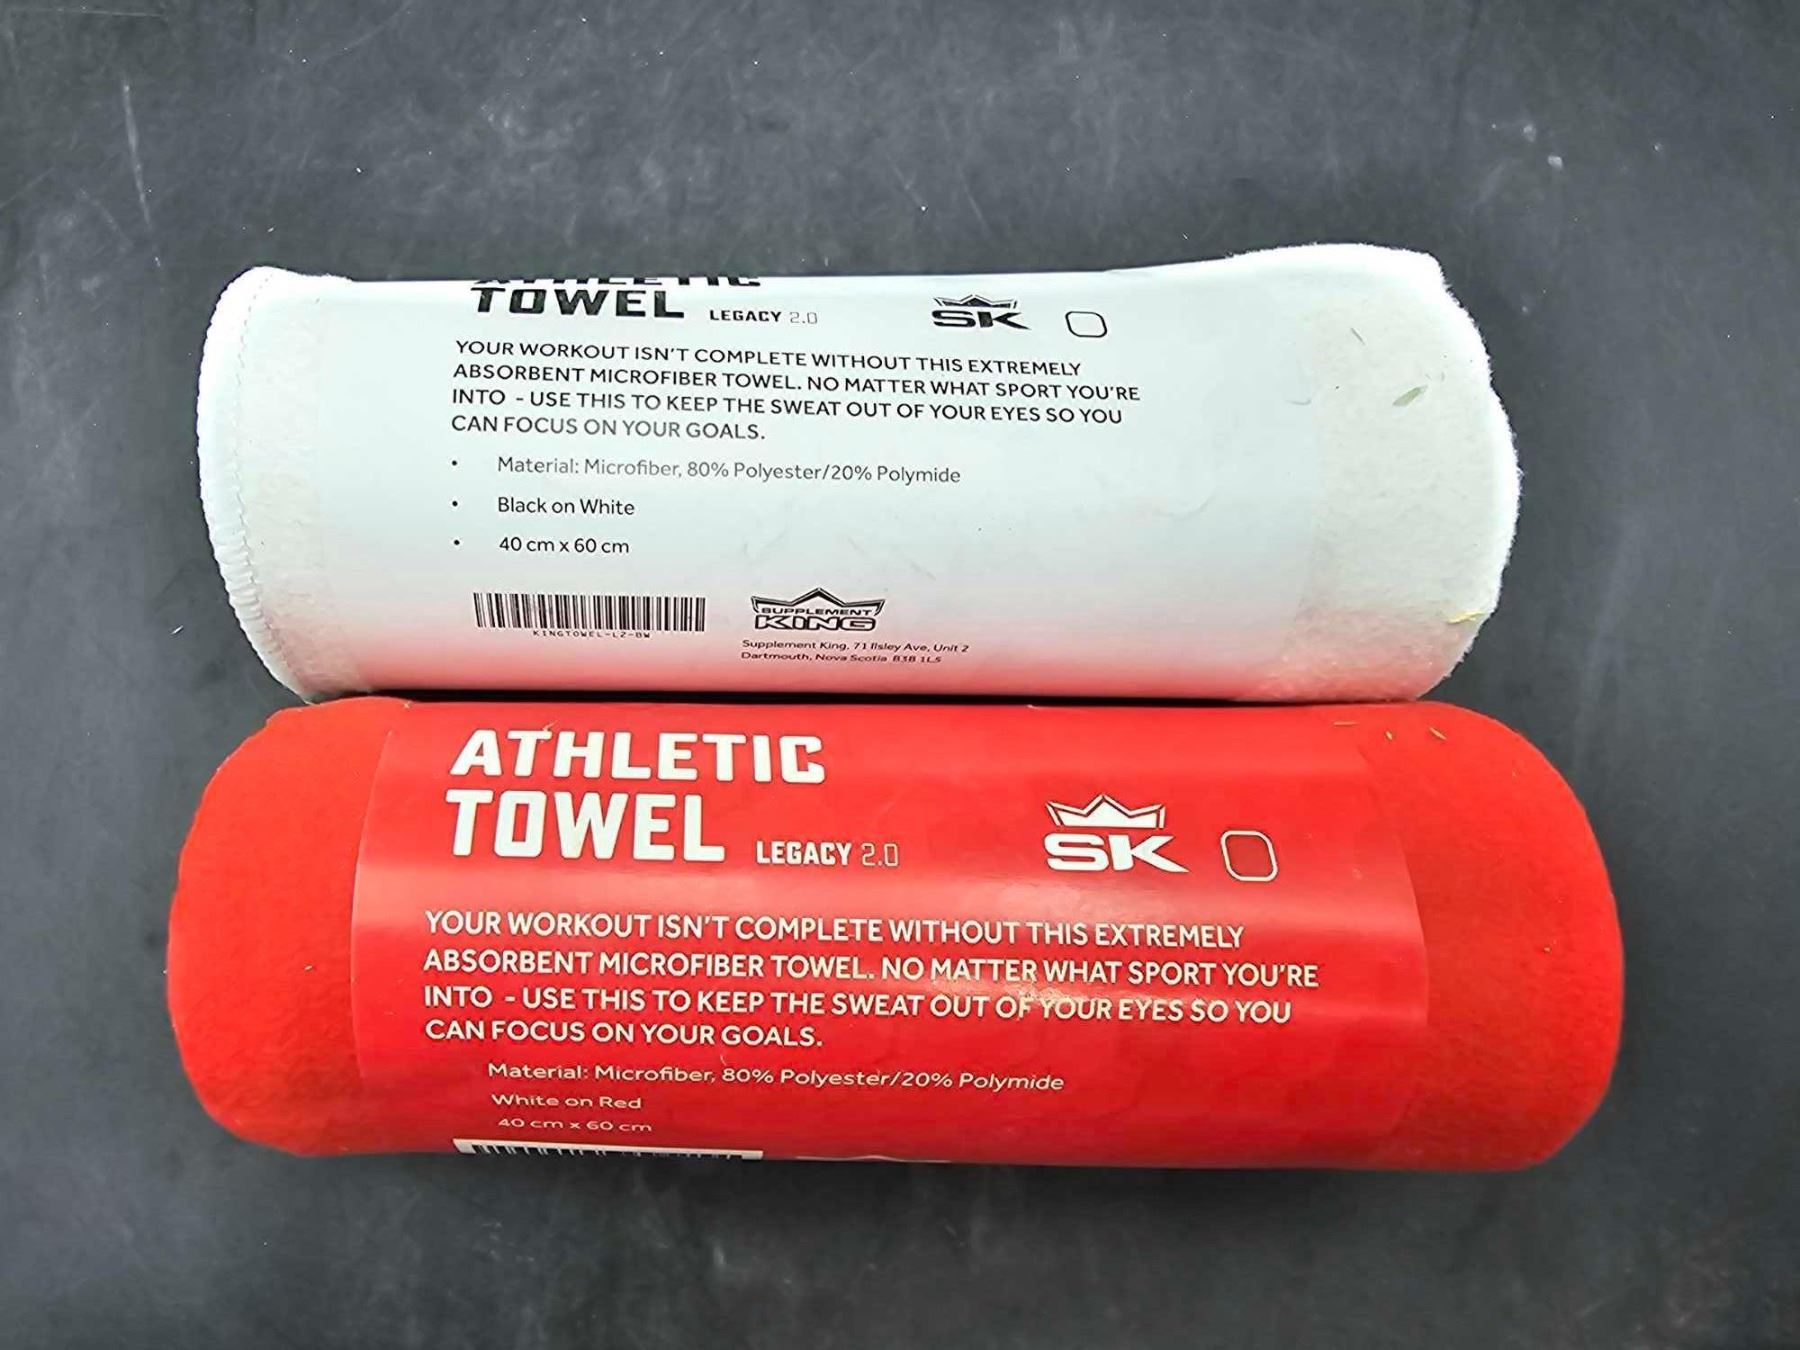 ATHLETIC
TOWEL LEGACY 2.0 SK
YOUR WORKOUT ISN'T COMPLETE WITHOUT THIS EXTREMELY
ABSORBENT MICROFIBER TOWEL. NO MATTER WHAT SPORT YOU'RE
INTO - USE THIS TO KEEP THE SWEAT OUT OF YOUR EYES SO YOU
CAN FOCUS ON YOUR GOALS.
• Material: Microfiber, 80% Polyester/20% Polymide
• Black on White
• 40 cm x 60 cm
KINGTOWEL-L2-BW
SUPPLEMENT
KING
Supplement King, 71 Ilsley Ave, Unit 2
Dartmouth, Nova Scotia B3B 1L5
ATHLETIC
TOWEL LEGACY 2.0 SK
YOUR WORKOUT ISN'T COMPLETE WITHOUT THIS EXTREMELY
ABSORBENT MICROFIBER TOWEL. NO MATTER WHAT SPORT YOU'RE
INTO - USE THIS TO KEEP THE SWEAT OUT OF YOUR EYES SO YOU
CAN FOCUS ON YOUR GOALS.
Material: Microfiber, 80% Polyester/20% Polymide
White on Red
40 cm x 60 cm